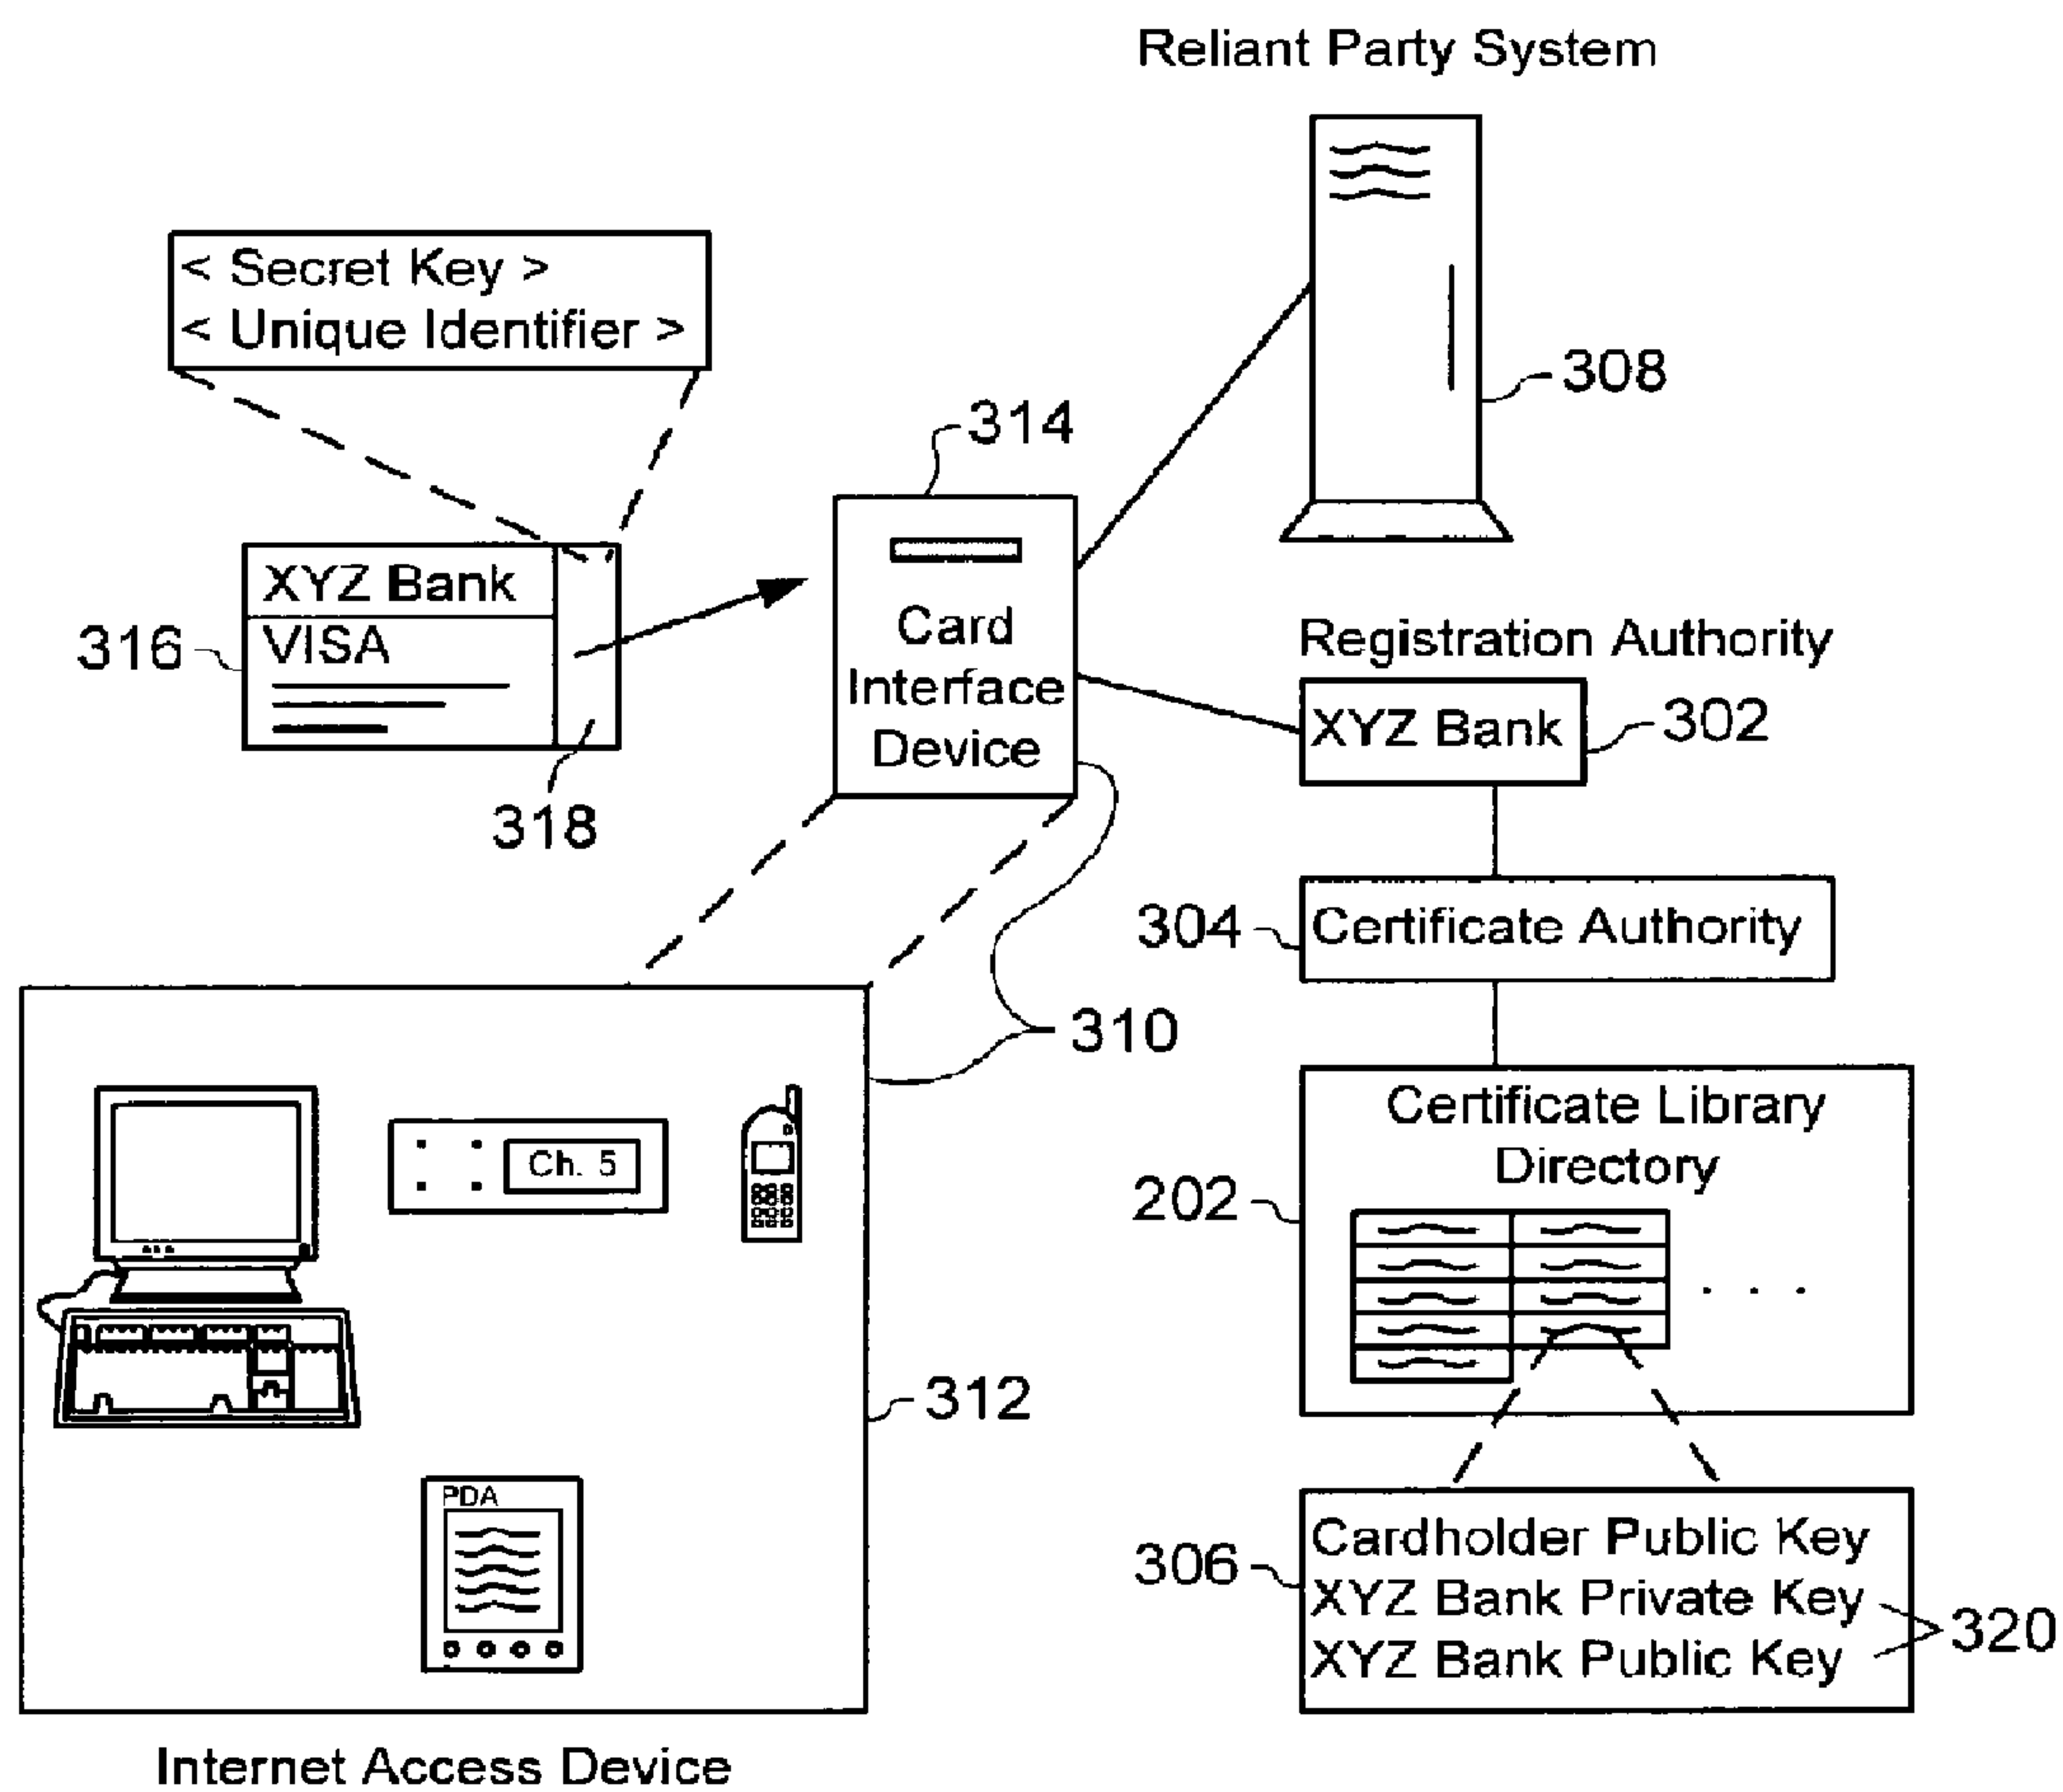 Reliant Party System
< Secret Key >
< Unique Identifier >
308
314
XYZ Bank
VISA
316
318
Card
Interface
Device
Registration Authority
XYZ Bank
302
304
Certificate Authority
310
Certificate Library
Directory
202
Ch. 5
312
PDA
306
Cardholder Public Key
XYZ Bank Private Key
XYZ Bank Public Key
320
Internet Access Device